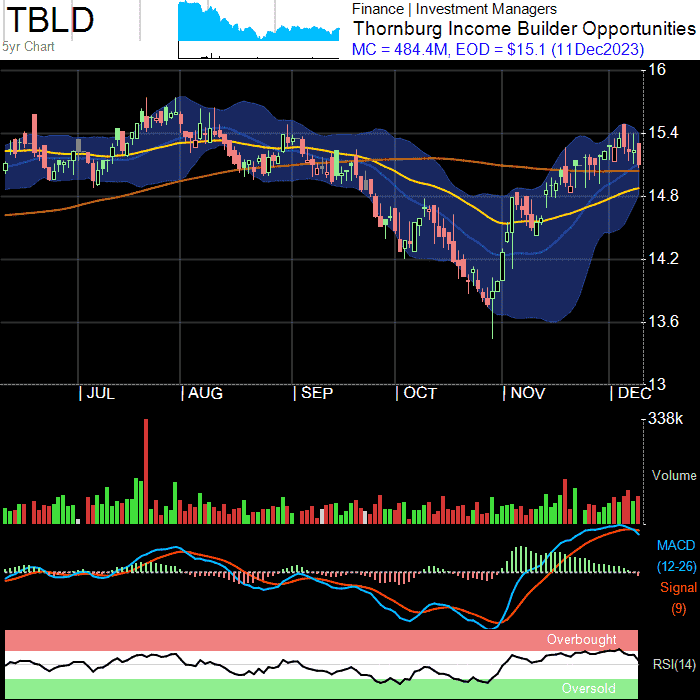 TBLD
5yr Chart
Finance | Investment Managers
Thornburg Income Builder Opportunities
MC = 484.4M, EOD = $15.1 (11Dec2023)
16
15.4
14.8
14.2
13.6
13
| JUL | AUG | SEP | OCT | NOV | DEC
338k
Volume
MACD
(12-26)
Signal
(9)
Overbought
RSI(14)
Oversold